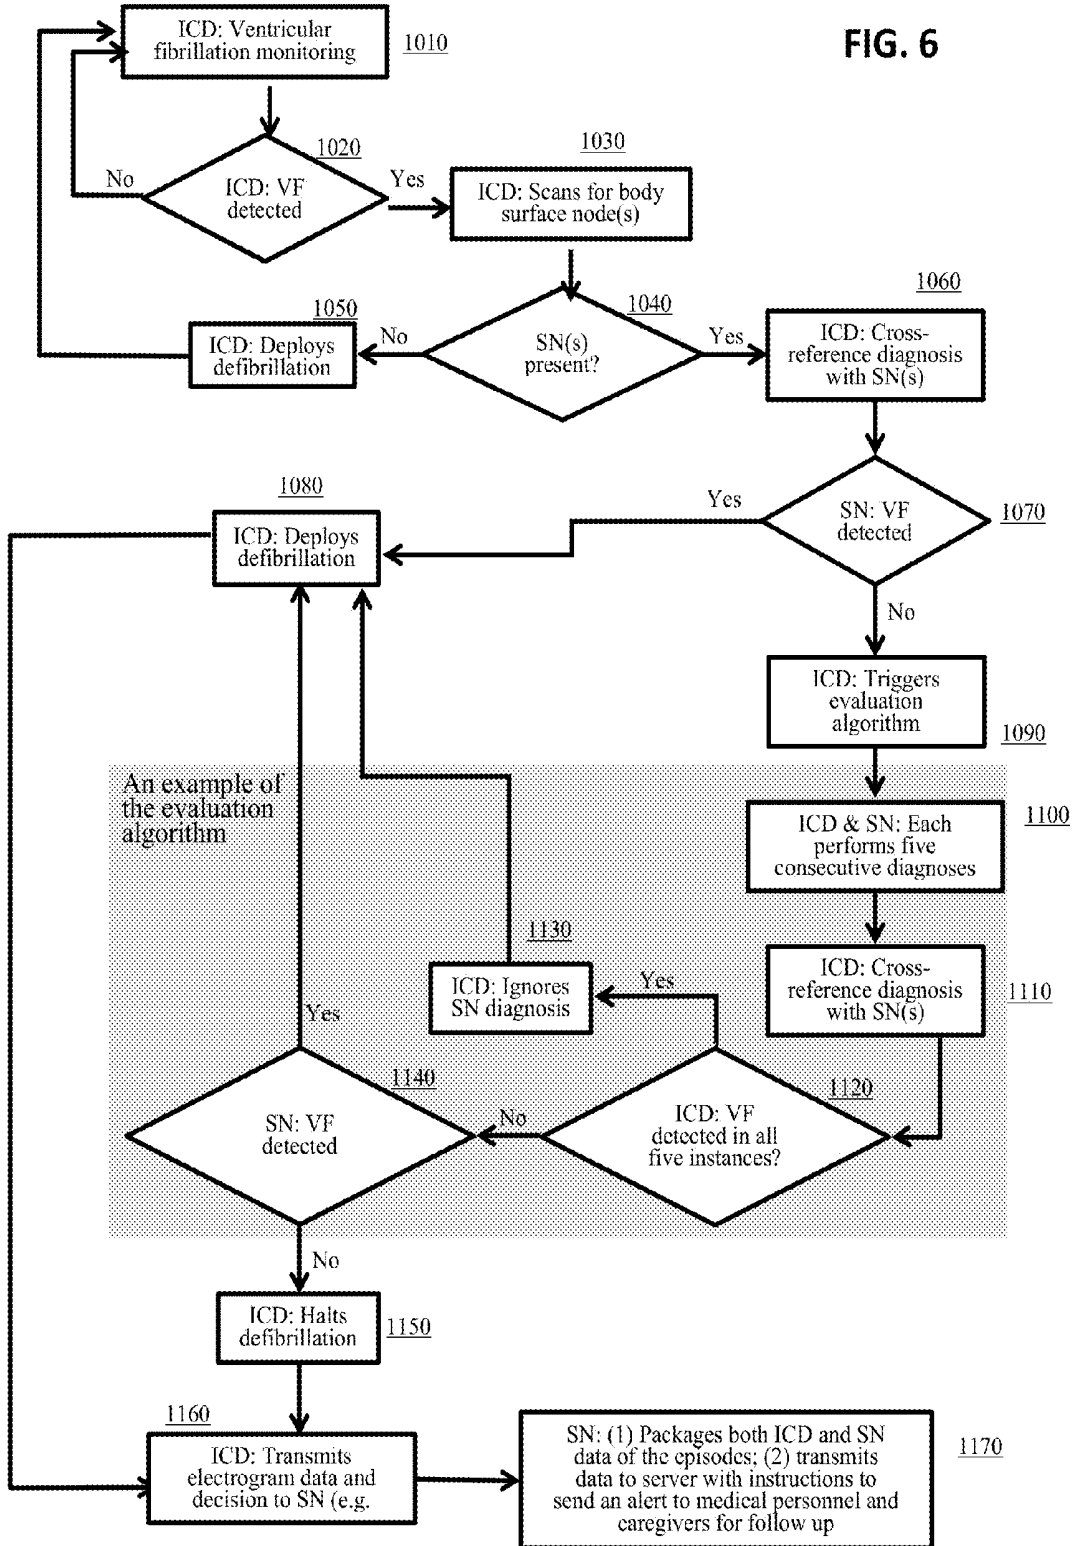 FIG. 6
ICD: Ventricular
fibrillation monitoring
1010
1020
ICD: VF
detected
No
Yes
1030
ICD: Scans for body
surface node(s)
1040
SN(s)
present?
No
Yes
1050
ICD: Deploys
defibrillation
1060
ICD: Cross-
reference diagnosis
with SN(s)
1070
SN: VF
detected
Yes
No
1080
ICD: Deploys
defibrillation
ICD: Triggers
evaluation
algorithm
1090
An example of
the evaluation
algorithm
1100
ICD & SN: Each
performs five
consecutive diagnoses
ICD: Cross-
reference diagnosis
with SN(s)
1110
1120
ICD: VF
detected in all
five instances?
Yes
No
1130
ICD: Ignores
SN diagnosis
1140
SN: VF
detected
Yes
No
ICD: Halts
defibrillation
1150
1160
ICD: Transmits
electrogram data and
decision to SN (e.g.
SN: (1) Packages both ICD and SN
data of the episodes; (2) transmits
data to server with instructions to
send an alert to medical personnel and
caregivers for follow up
1170